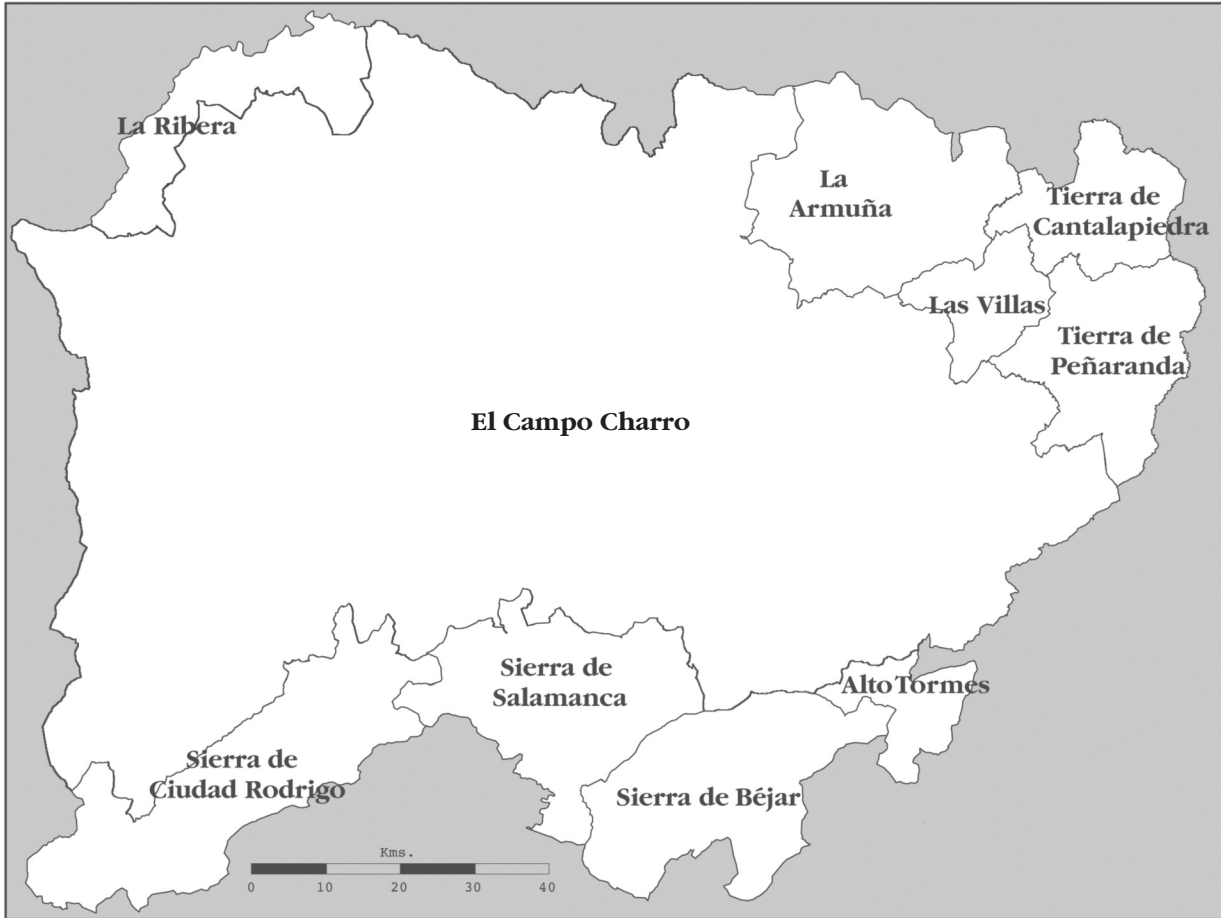 La Ribera
La
Armuña
Tierra de
Cantalapiedra
Las Villas
Tierra de
Peñaranda
El Campo Charro
Sierra de
Salamanca
Alto Tormes
Sierra de
Ciudad Rodrigo
Sierra de Béjar
Kms.
0 10 20 30 40